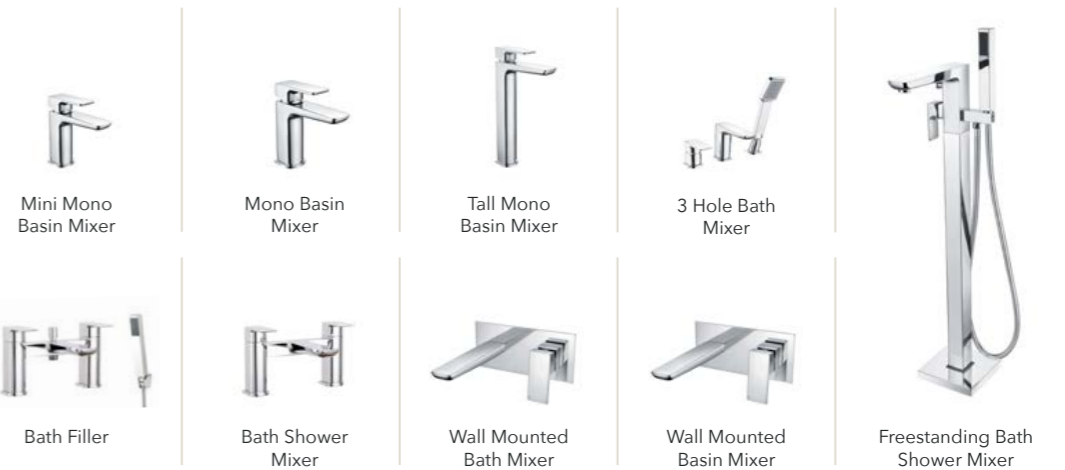 Mini Mono
Basin Mixer
Mono Basin
Mixer
Tall Mono
Basin Mixer
3 Hole Bath
Mixer
Bath Filler
Bath Shower
Mixer
Wall Mounted
Bath Mixer
Wall Mounted
Basin Mixer
Freestanding Bath
Shower Mixer